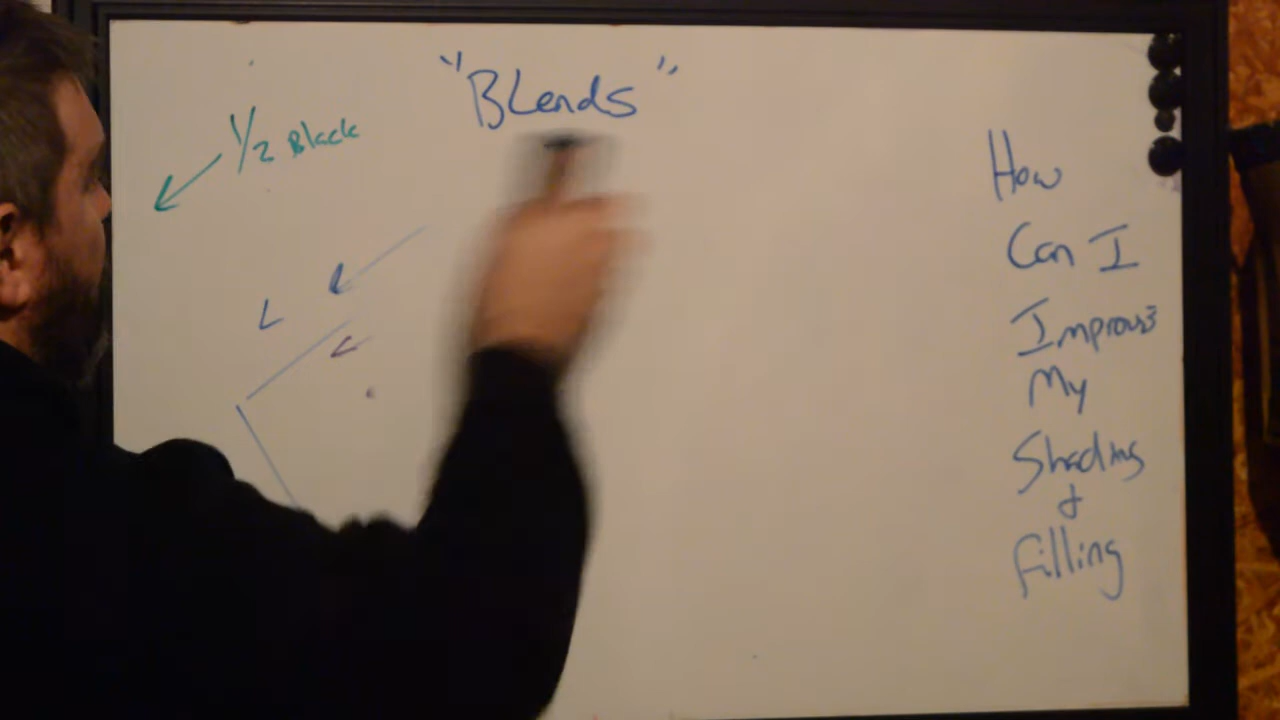 "Blends"
1/2 Black
How
Can I
Improve
My
Shading
&
Filling